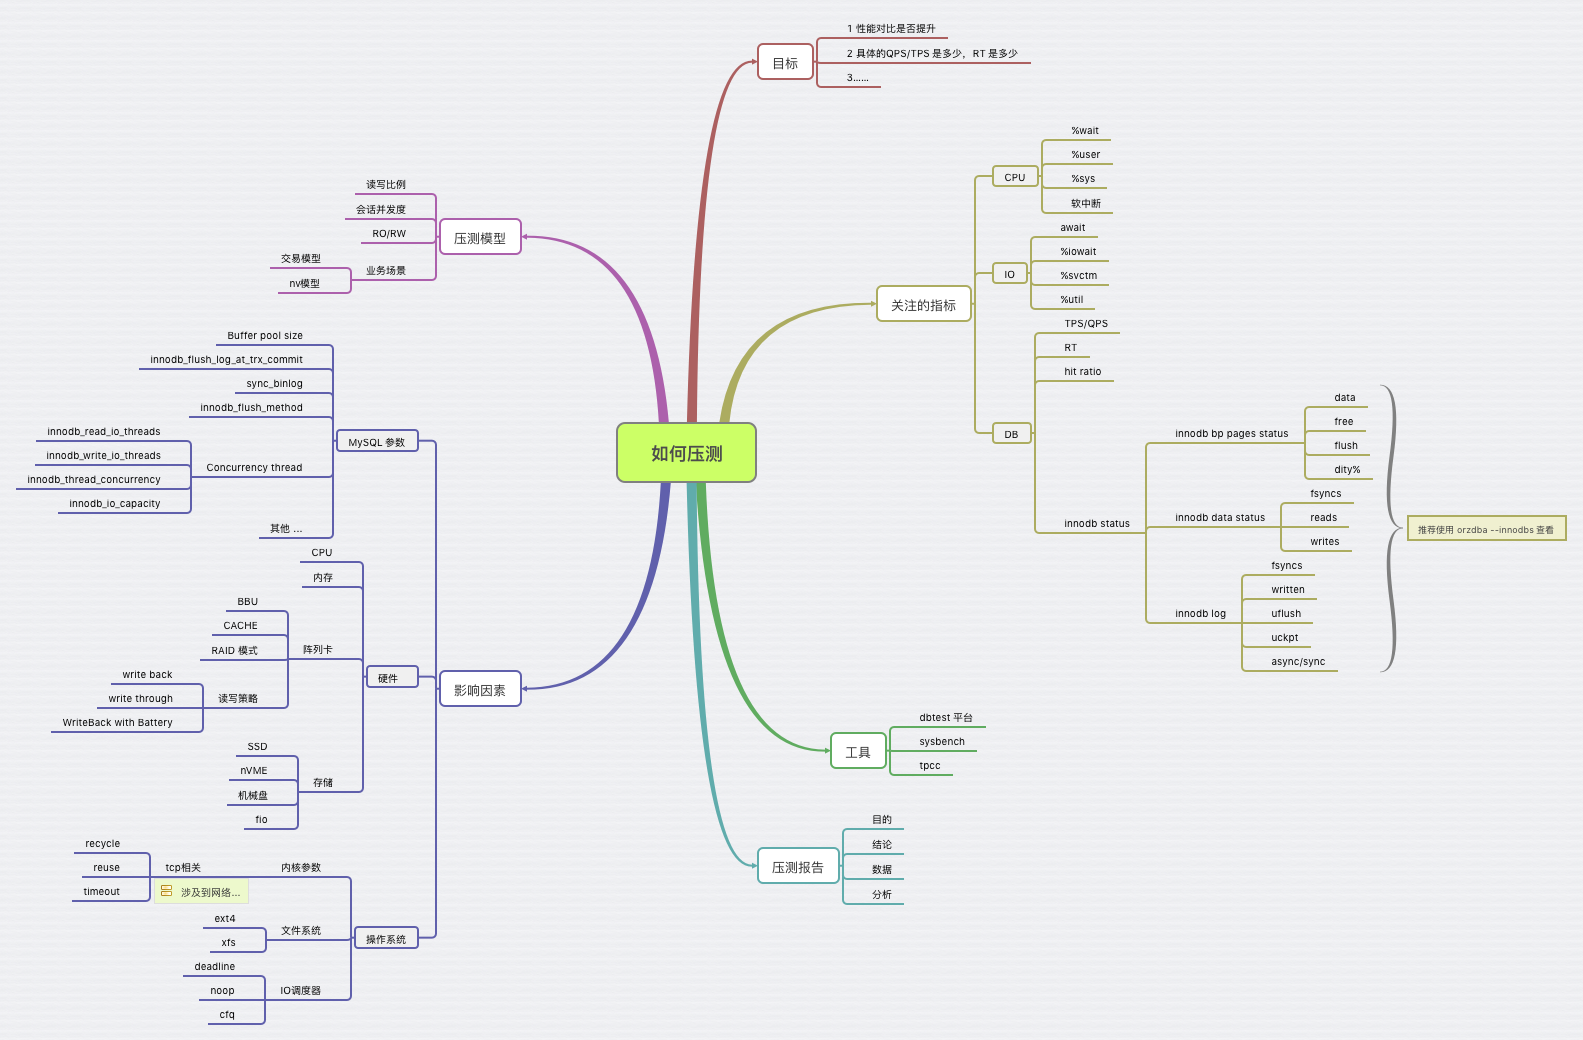 如何压测
目标
1 性能对比是否提升
2 具体的QPS/TPS 是多少，RT 是多少
3......
关注的指标
CPU
%wait
%user
%sys
软中断
IO
await
%iowait
%svctm
%util
DB
TPS/QPS
RT
hit ratio
innodb status
innodb bp pages status
data
free
flush
dity%
innodb data status
fsyncs
reads
writes
innodb log
fsyncs
written
uflush
uckpt
async/sync
推荐使用 orzdba --innodbs 查看
工具
dbtest 平台
sysbench
tpcc
压测报告
目的
结论
数据
分析
压测模型
读写比例
会话并发度
RO/RW
业务场景
交易模型
nv模型
影响因素
MySQL 参数
Buffer pool size
innodb_flush_log_at_trx_commit
sync_binlog
innodb_flush_method
Concurrency thread
innodb_read_io_threads
innodb_write_io_threads
innodb_thread_concurrency
innodb_io_capacity
其他 ...
硬件
CPU
内存
阵列卡
BBU
CACHE
RAID 模式
读写策略
write back
write through
WriteBack with Battery
存储
SSD
nVME
机械盘
fio
操作系统
内核参数
tcp相关
recycle
reuse
timeout
涉及到网络...
文件系统
ext4
xfs
IO调度器
deadline
noop
cfq